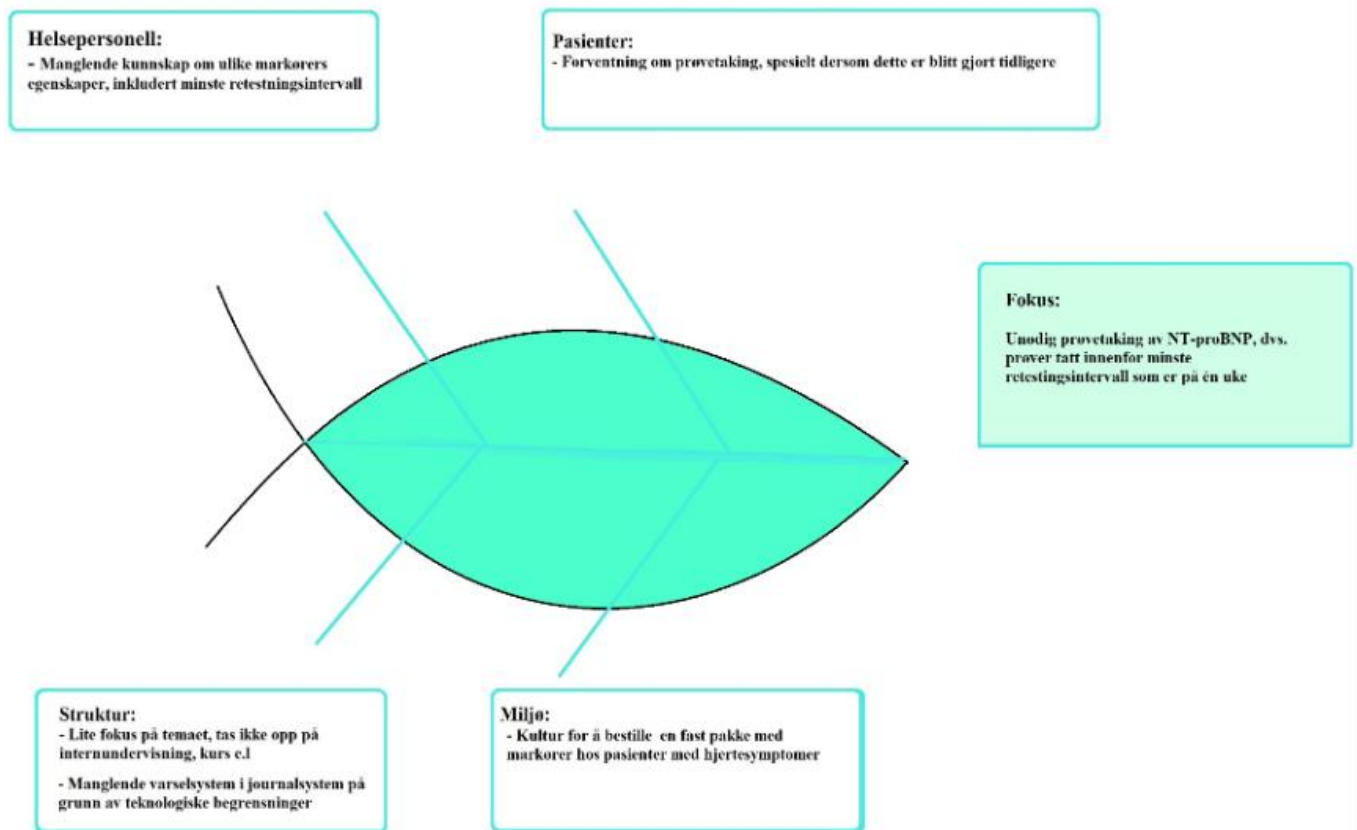 Helsepersonell:
- Manglende kunnskap om ulike markørers
egenskaper, inkludert minste retestningsintervall
Pasienter:
- Forventning om prøvetaking, spesielt dersom dette er blitt gjort tidligere
Fokus:
Unødig prøvetaking av NT-proBNP, dvs.
prøver tatt innenfor minste
retestingsintervall som er på én uke
Struktur:
- Lite fokus på temaet, tas ikke opp på
internundervisning, kurs e.l
- Manglende varselsystem i journalsystem på
grunn av teknologiske begrensninger
Miljø:
- Kultur for å bestille en fast pakke med
markører hos pasienter med hjertesymptomer